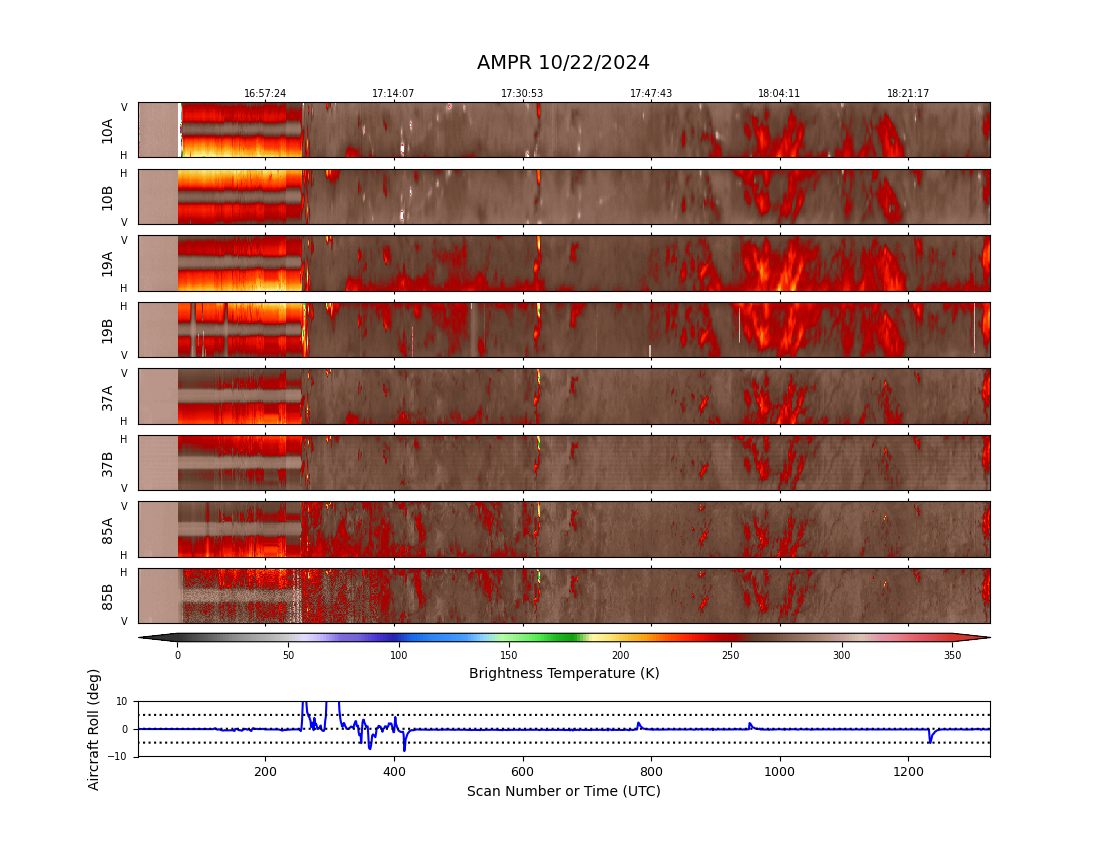 AMPR 10/22/2024
16:57:24 17:14:07 17:30:53 17:47:43 18:04:11 18:21:17
V
10A
H
H
10B
V
V
19A
H
H
19B
V
V
37A
H
H
37B
V
V
85A
H
H
85B
V
0 50 100 150 200 250 300 350
Brightness Temperature (K)
Aircraft Roll (deg)
10
0
−10
200 400 600 800 1000 1200
Scan Number or Time (UTC)